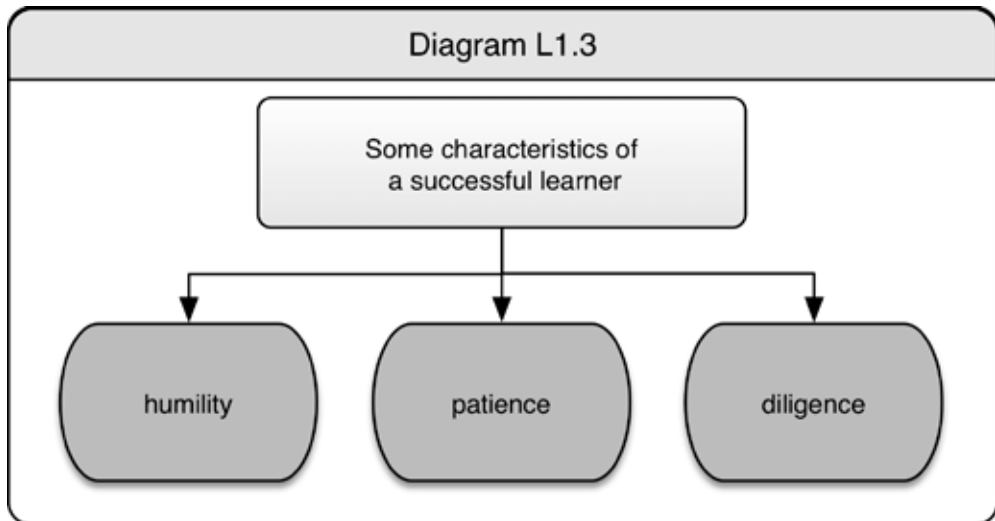 Diagram L1.3
Some characteristics of
a successful learner
humility
patience
diligence